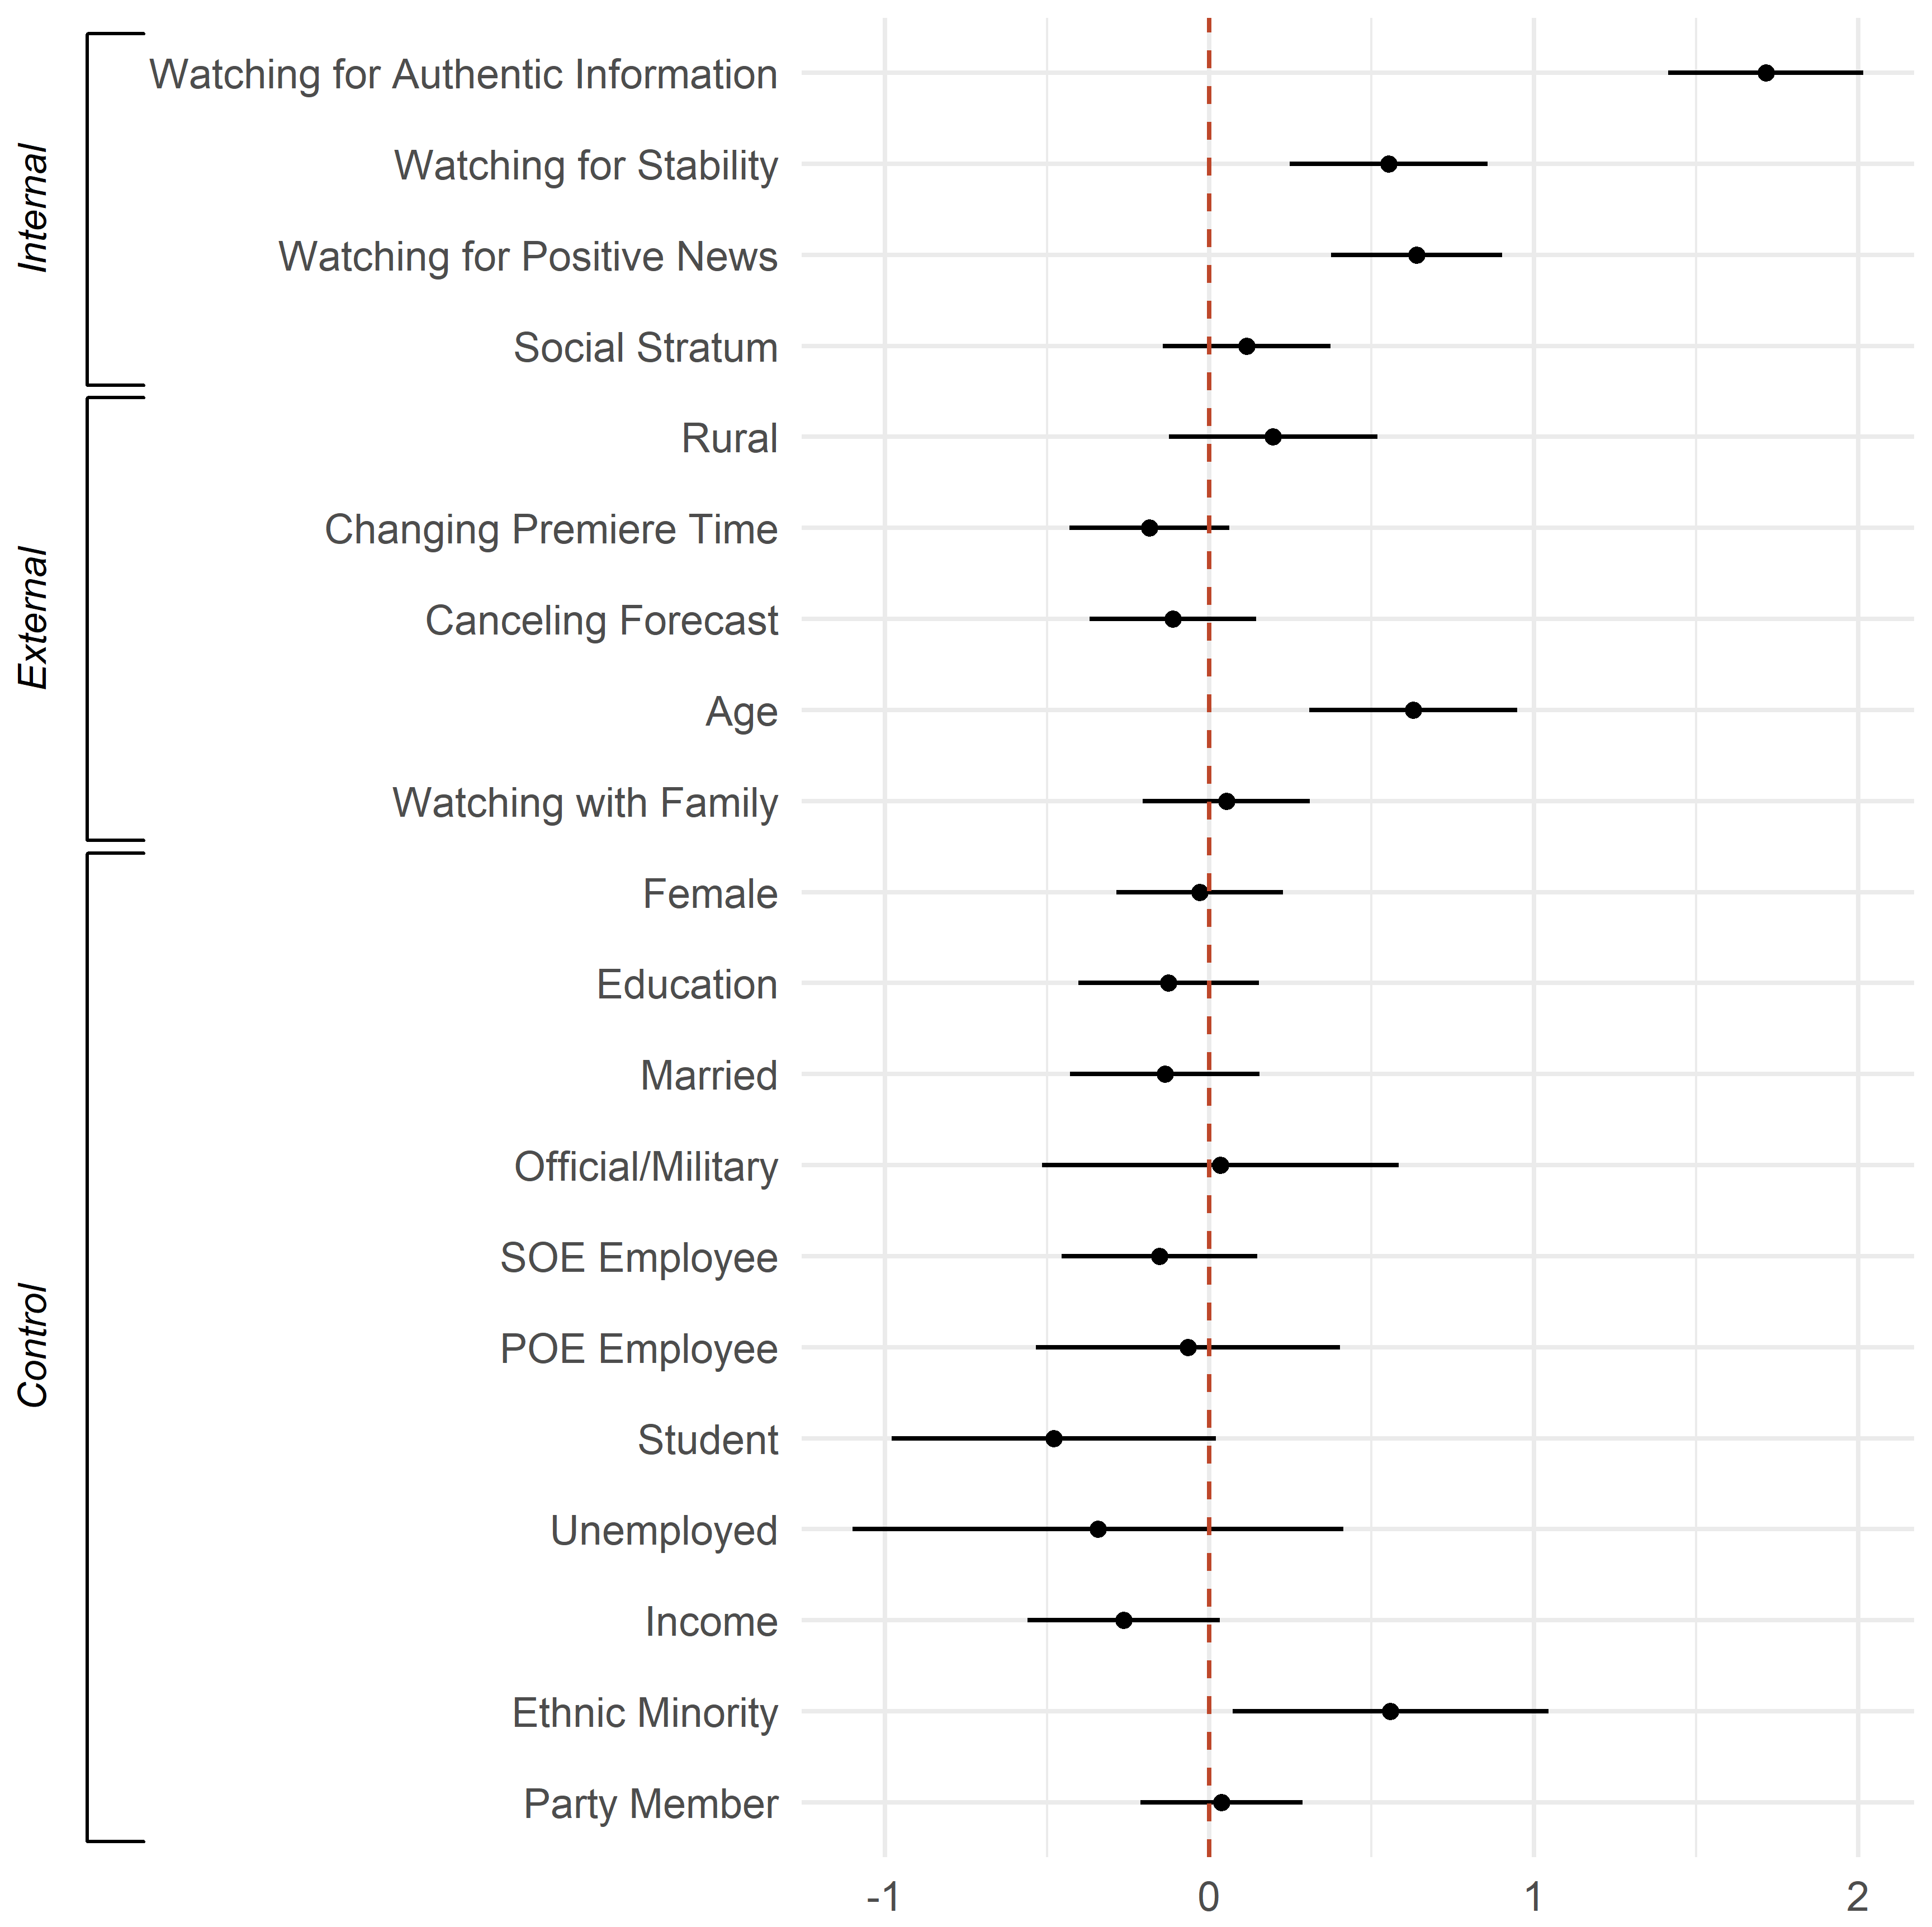 Internal
Watching for Authentic Information
Watching for Stability
Watching for Positive News
Social Stratum
External
Rural
Changing Premiere Time
Canceling Forecast
Age
Watching with Family
Control
Female
Education
Married
Official/Military
SOE Employee
POE Employee
Student
Unemployed
Income
Ethnic Minority
Party Member
-1 0 1 2